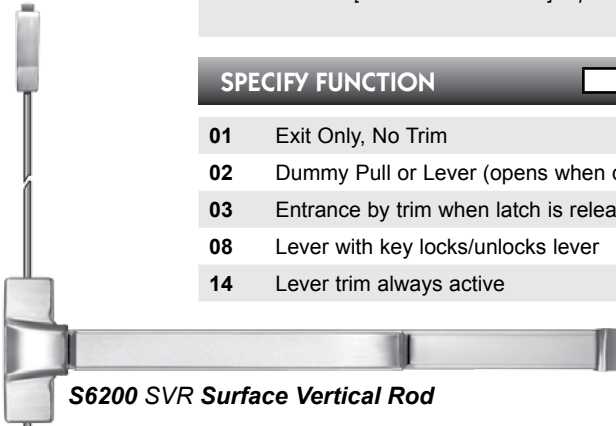 SPECIFY FUNCTION
01 Exit Only, No Trim
02 Dummy Pull or Lever (opens when
03 Entrance by trim when latch is
08 Lever with key locks/unlocks lever
14 Lever trim always active
S6200 SVR Surface Vertical Rod